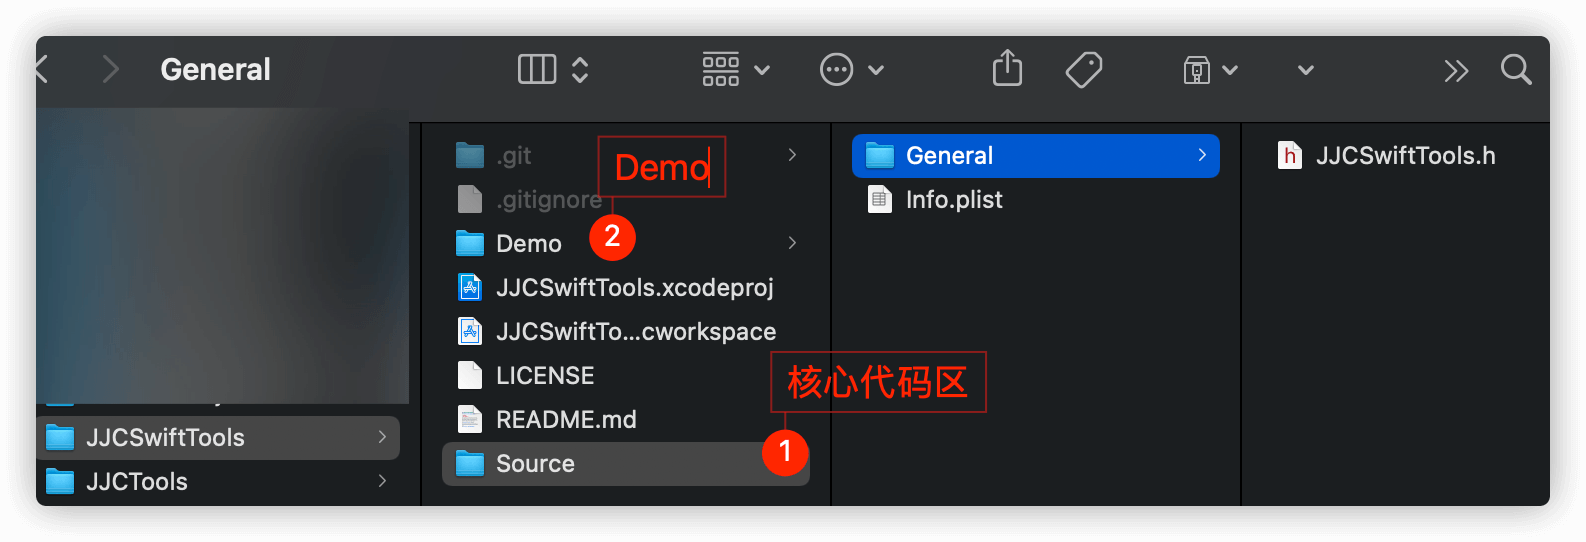 General
.git
.gitignore
Demo
2
Demo
JJCSwiftTools.xcodeproj
JJCSwiftTo...cworkspace
LICENSE
README.md
Source
核心代码区
1
JJCSwiftTools
JJCTools
General
Info.plist
h
JJCSwiftTools.h